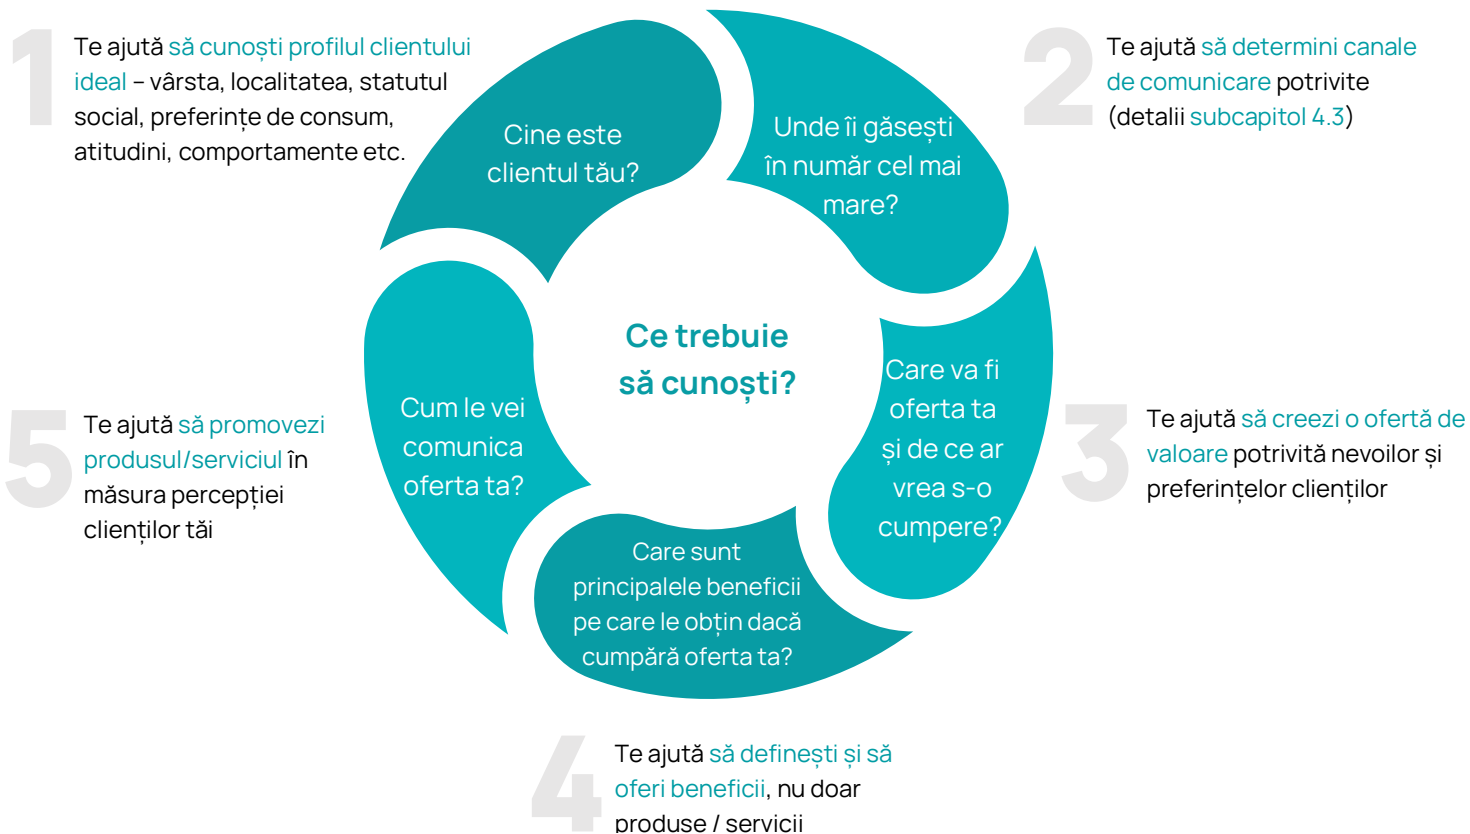 1
Te ajută să cunoști profilul clientului
ideal – vârsta, localitatea, statutul
social, preferințe de consum,
atitudini, comportamente etc.
Cine este
clientul tău?
Unde îi găsești
în număr cel mai
mare?
2
Te ajută să determini canale
de comunicare potrivite
(detalii subcapitol 4.3)
Ce trebuie
să cunoști?
Care va fi
oferta ta
și de ce ar
vrea s-o
cumpere?
3
Te ajută să creezi o ofertă de
valoare potrivită nevoilor și
preferințelor clienților
Care sunt
principalele beneficii
pe care le obțin dacă
cumpără oferta ta?
4
Te ajută să definești și să
oferi beneficii, nu doar
produse / servicii
Cum le vei
comunica
oferta ta?
5
Te ajută să promovezi
produsul/serviciul în
măsura percepției
clienților tăi